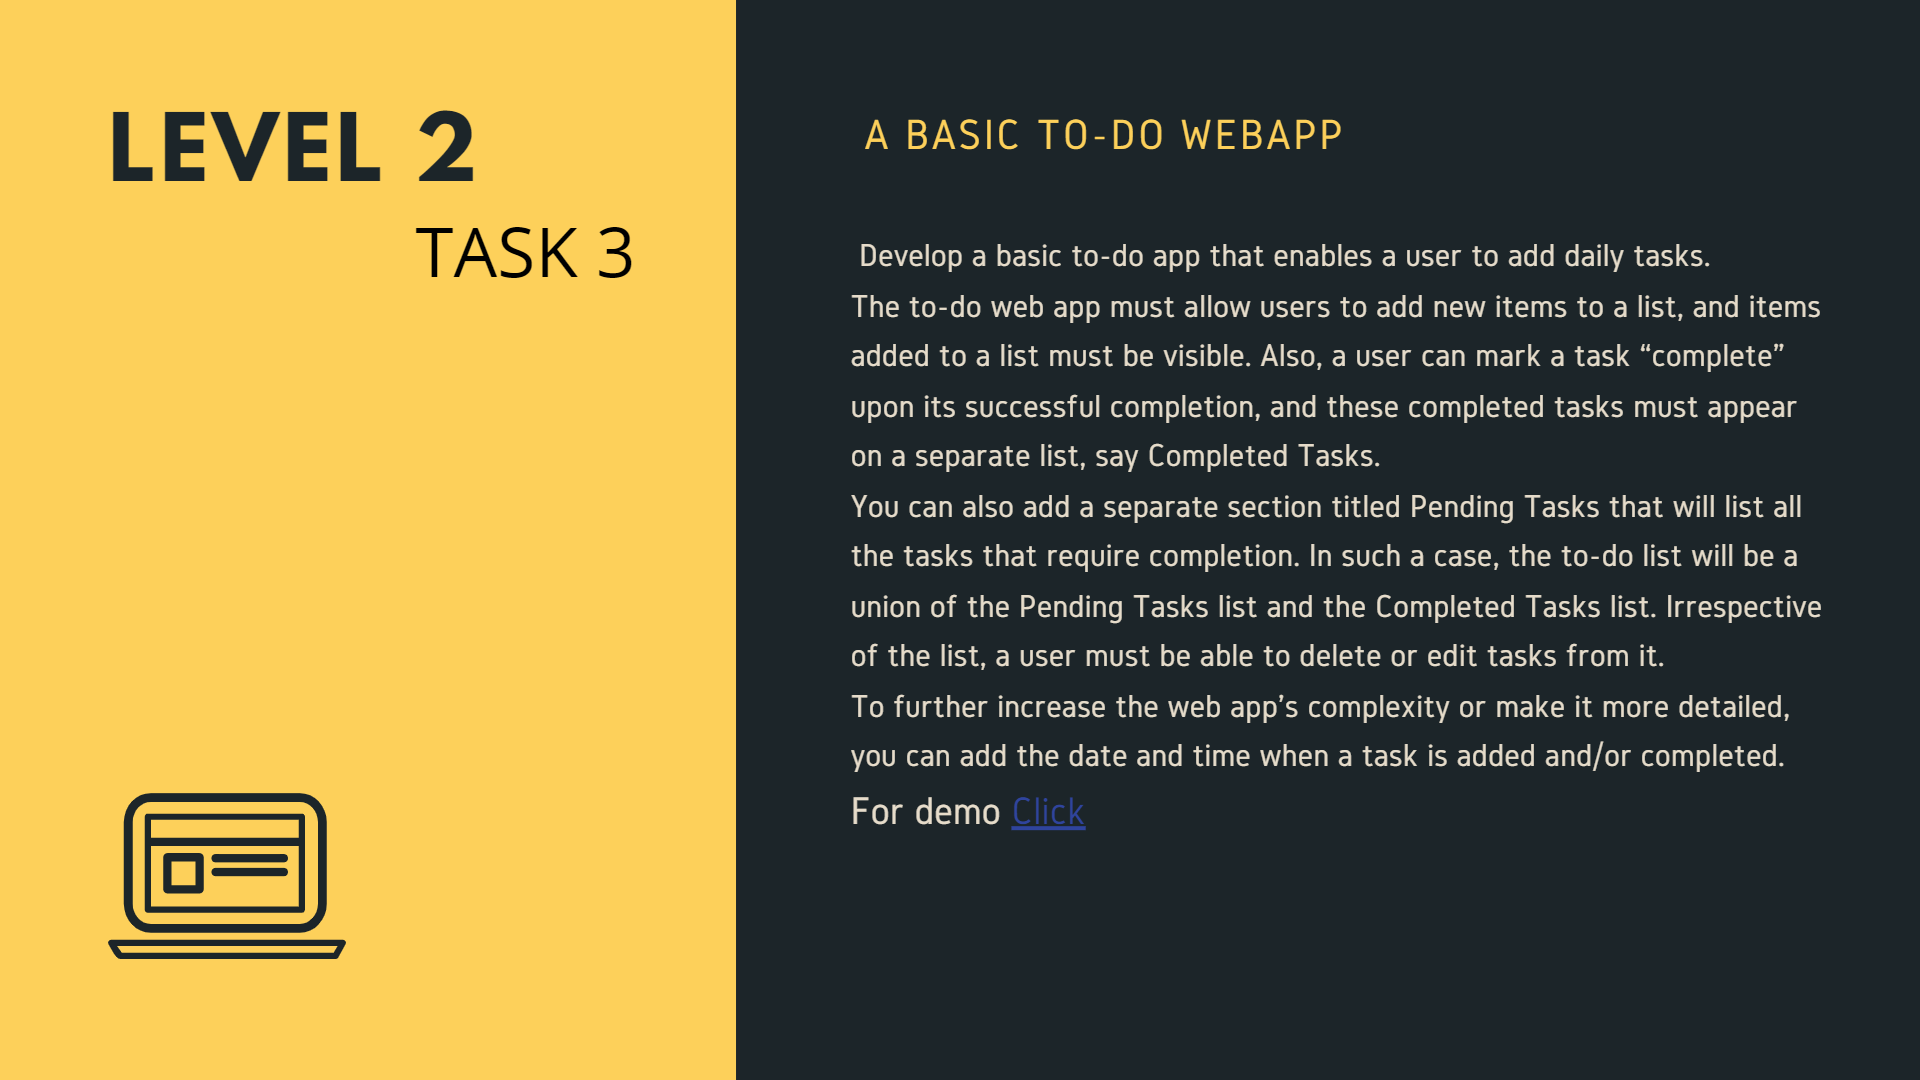 LEVEL 2
TASK 3
A BASIC TO-DO WEBAPP
Develop a basic to-do app that enables a user to add daily tasks.
The to-do web app must allow users to add new items to a list, and items
added to a list must be visible. Also, a user can mark a task “complete”
upon its successful completion, and these completed tasks must appear
on a separate list, say Completed Tasks.
You can also add a separate section titled Pending Tasks that will list all
the tasks that require completion. In such a case, the to-do list will be a
union of the Pending Tasks list and the Completed Tasks list. Irrespective
of the list, a user must be able to delete or edit tasks from it.
To further increase the web app’s complexity or make it more detailed,
you can add the date and time when a task is added and/or completed.
For demo Click